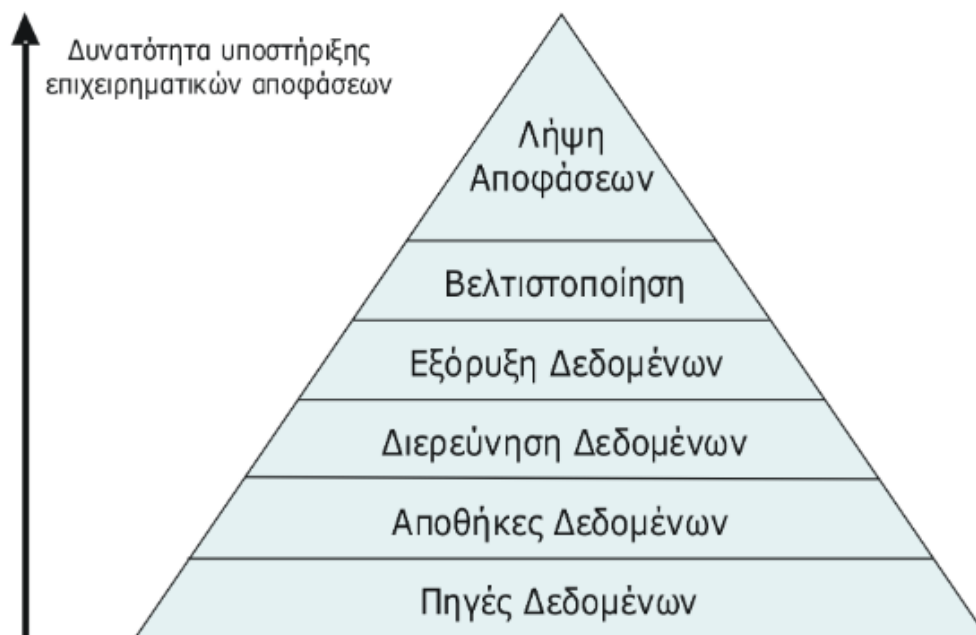 Δυνατότητα υποστήριξης
επιχειρηματικών αποφάσεων
Λήψη
Αποφάσεων
Βελτιστοποίηση
Εξόρυξη Δεδομένων
Διερεύνηση Δεδομένων
Αποθήκες Δεδομένων
Πηγές Δεδομένων